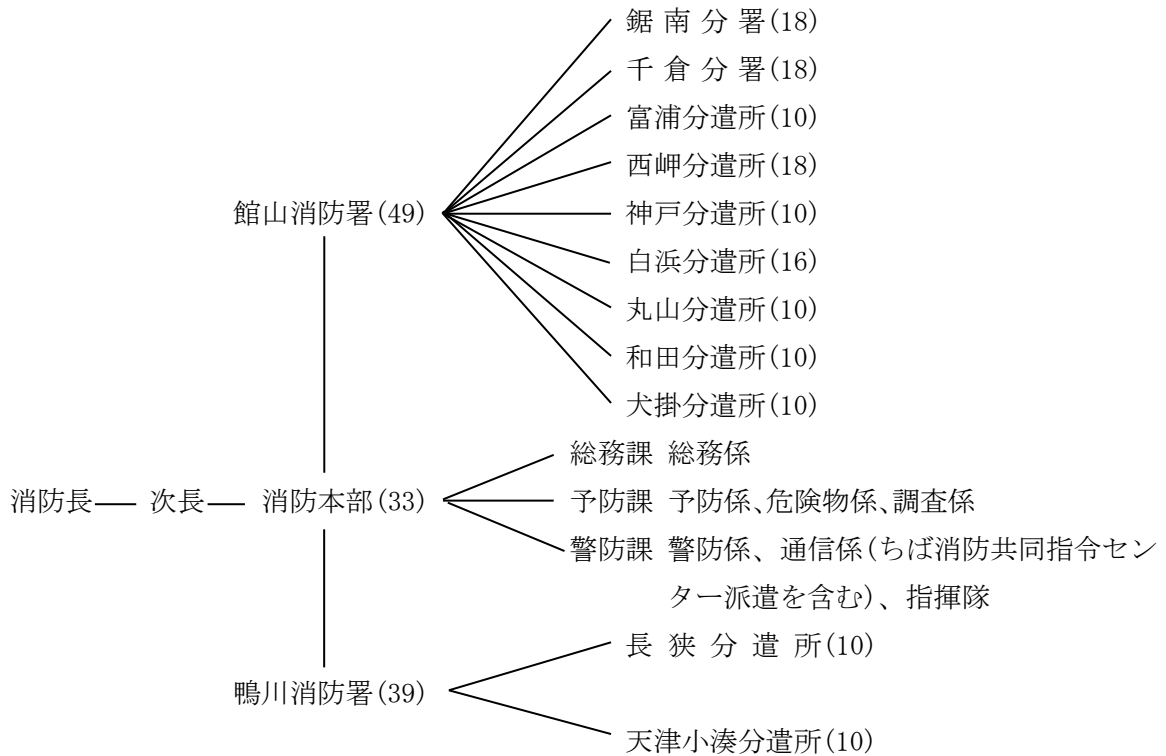 鋸南分署(18)
千倉分署(18)
富浦分遣所(10)
西岬分遣所(18)
館山消防署(49)
神戸分遣所(10)
白浜分遣所(16)
丸山分遣所(10)
和田分遣所(10)
犬掛分遣所(10)
総務課 総務係
消防長 次長 消防本部(33) 予防課 予防係、危険物係、調査係
警防課 警防係、通信係(ちば消防共同指令セン
ター派遣を含む)、指揮隊
長狭分遣所(10)
鴨川消防署(39)
天津小湊分遣所(10)